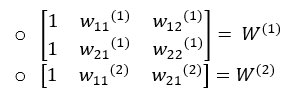 ○ [1 w₁₁⁽¹⁾ w₁₂⁽¹⁾
1 w₂₁⁽¹⁾ w₂₂⁽¹⁾] = W⁽¹⁾
○ [1 w₁₁⁽²⁾ w₂₁⁽²⁾] = W⁽²⁾